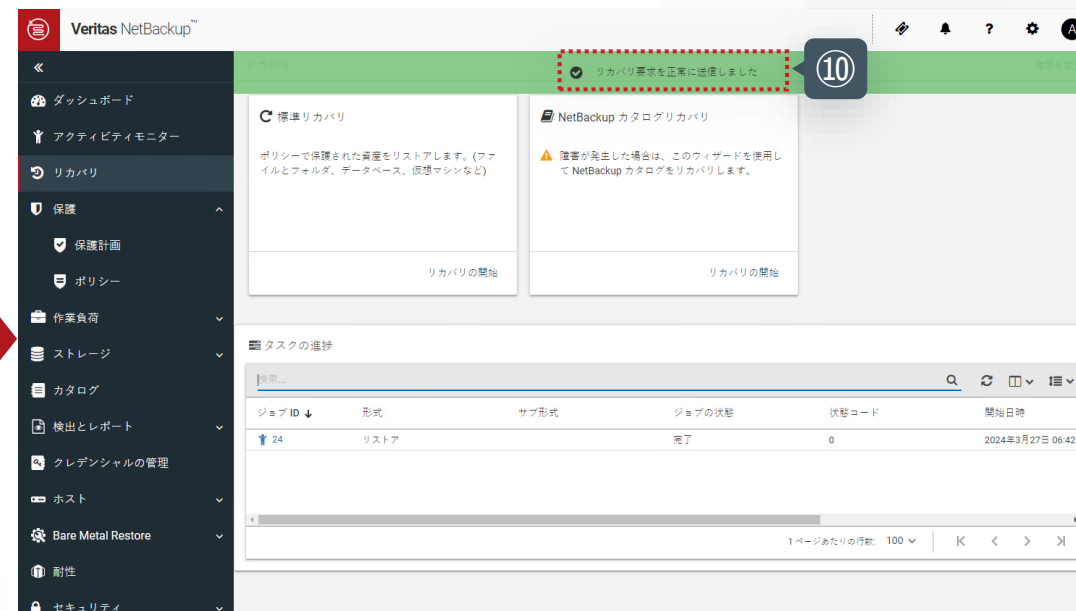 Veritas NetBackup™
?
A
«
リカバリ
リカバリ要求を正常に送信しました
⑩
ダッシュボード
アクティビティモニター
リカバリ
保護
保護計画
ポリシー
作業負荷
ストレージ
カタログ
検出とレポート
クレデンシャルの管理
ホスト
Bare Metal Restore
耐性
セキュリティ
標準リカバリ
ポリシーで保護された資産をリストアします。(ファ
イルとフォルダ、データベース、仮想マシンなど)
リカバリの開始
NetBackup カタログリカバリ
障害が発生した場合は、このウィザードを使用し
て NetBackup カタログをリカバリします。
リカバリの開始
タスクの進捗
検索...
ジョブ ID ↓ 形式 サブ形式 ジョブの状態 状態コード 開始日時
24 リストア 完了 0 2024年3月27日 06:42
1 ページあたりの行数: 100